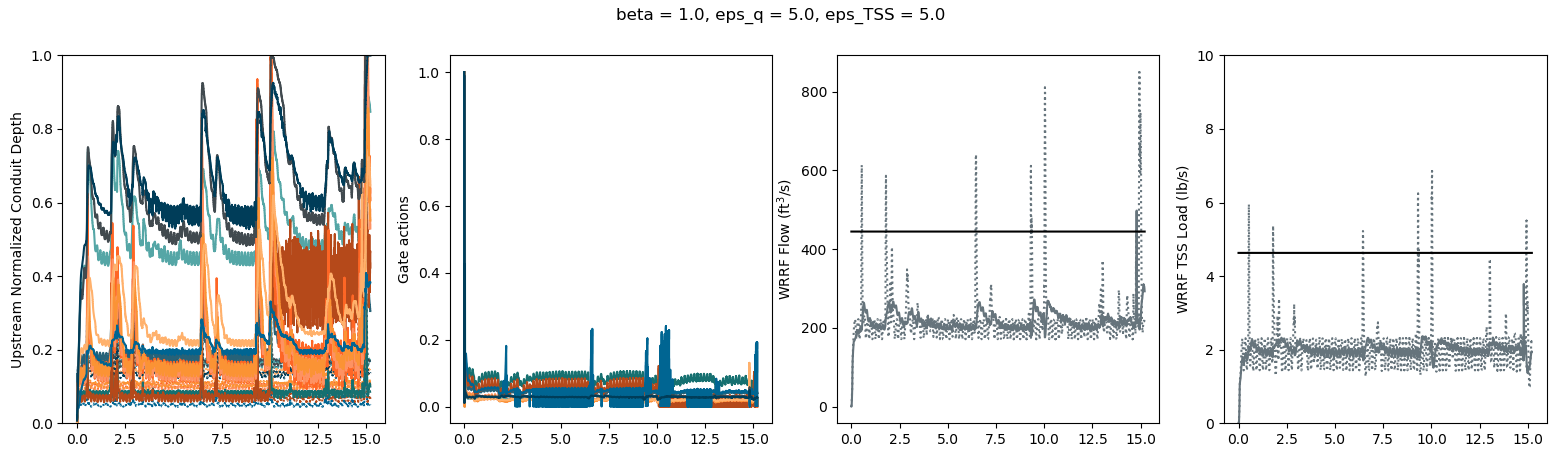 beta = 1.0, eps_q = 5.0, eps_TSS = 5.0
Upstream Normalized Conduit Depth
1.0
0.8
0.6
0.4
0.2
0.0
0.0 2.5 5.0 7.5 10.0 12.5 15.0
Gate actions
1.0
0.8
0.6
0.4
0.2
0.0
0.0 2.5 5.0 7.5 10.0 12.5 15.0
WRRF Flow (ft³/s)
800
600
400
200
0
0.0 2.5 5.0 7.5 10.0 12.5 15.0
WRRF TSS Load (lb/s)
10
8
6
4
2
0
0.0 2.5 5.0 7.5 10.0 12.5 15.0